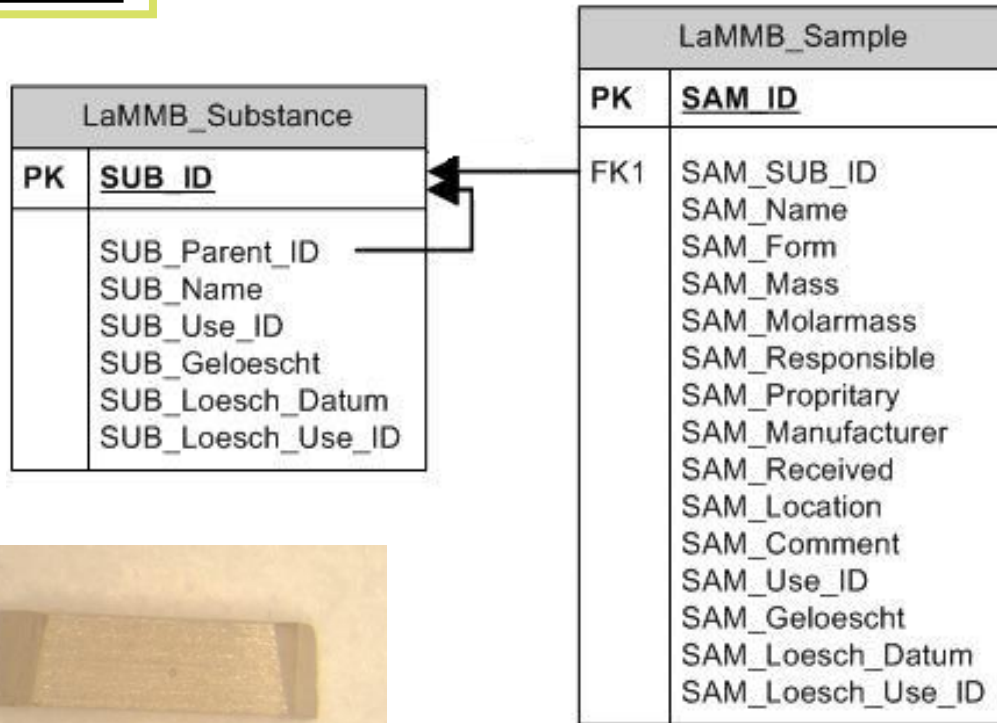 LaMMB_Substance
PK SUB_ID
SUB_Parent_ID
SUB_Name
SUB_Use_ID
SUB_Geloescht
SUB_Loesch_Datum
SUB_Loesch_Use_ID
LaMMB_Sample
PK SAM_ID
FK1 SAM_SUB_ID
SAM_Name
SAM_Form
SAM_Mass
SAM_Molarmass
SAM_Responsible
SAM_Propritary
SAM_Manufacturer
SAM_Received
SAM_Location
SAM_Comment
SAM_Use_ID
SAM_Geloescht
SAM_Loesch_Datum
SAM_Loesch_Use_ID